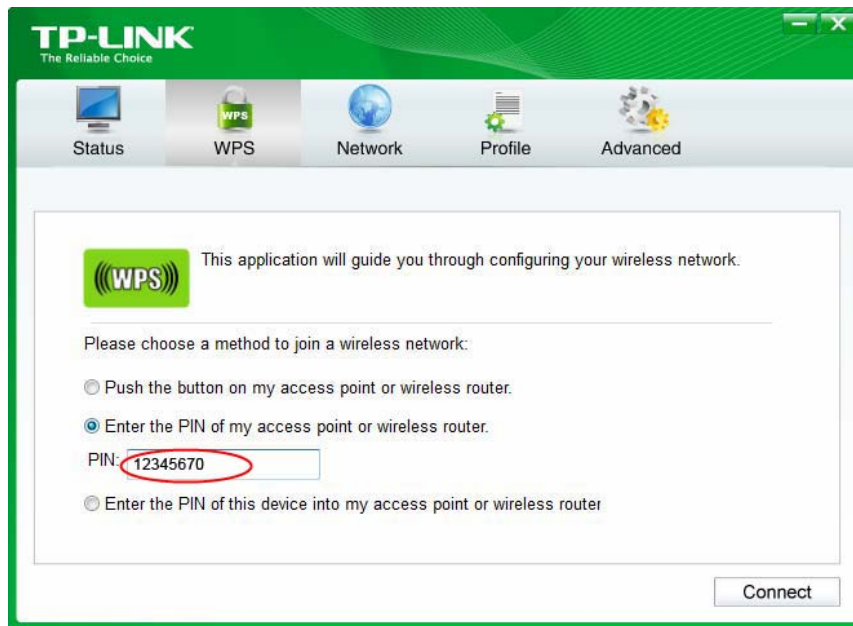 TP-LINK
The Reliable Choice
Status WPS Network Profile Advanced
WPS
(((WPS)))
This application will guide you through configuring your wireless network.
Please choose a method to join a wireless network:
Push the button on my access point or wireless router.
Enter the PIN of my access point or wireless router.
PIN: 12345670
Enter the PIN of this device into my access point or wireless router
Connect